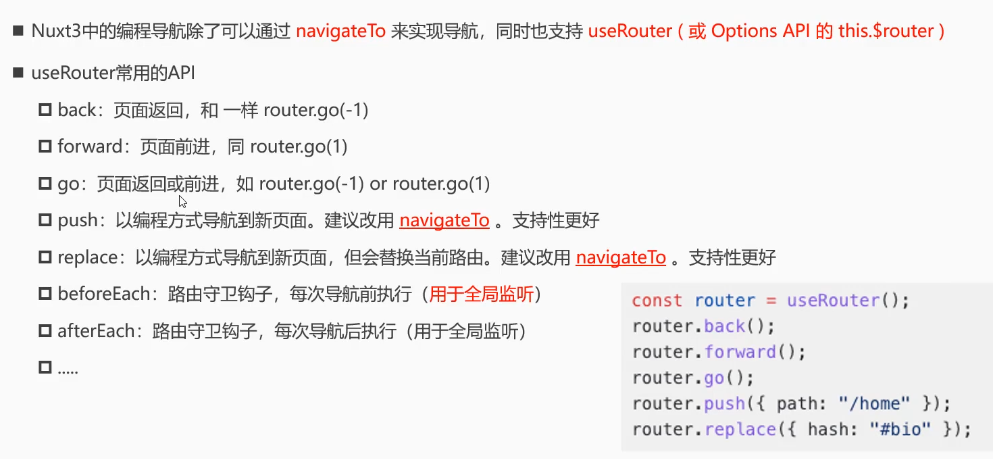 Nuxt3中的编程导航除了可以通过 navigateTo 来实现导航，同时也支持 useRouter ( 或 Options API 的 this.$router )
useRouter常用的API
back：页面返回，和 一样 router.go(-1)
forward：页面前进，同 router.go(1)
go：页面返回或前进，如 router.go(-1) or router.go(1)
push：以编程方式导航到新页面。建议改用 navigateTo 。支持性更好
replace：以编程方式导航到新页面，但会替换当前路由。建议改用 navigateTo 。支持性更好
beforeEach：路由守卫钩子，每次导航前执行（用于全局监听）
afterEach：路由守卫钩子，每次导航后执行（用于全局监听）
.....
const router = useRouter();
router.back();
router.forward();
router.go();
router.push({ path: "/home" });
router.replace({ hash: "#bio" });